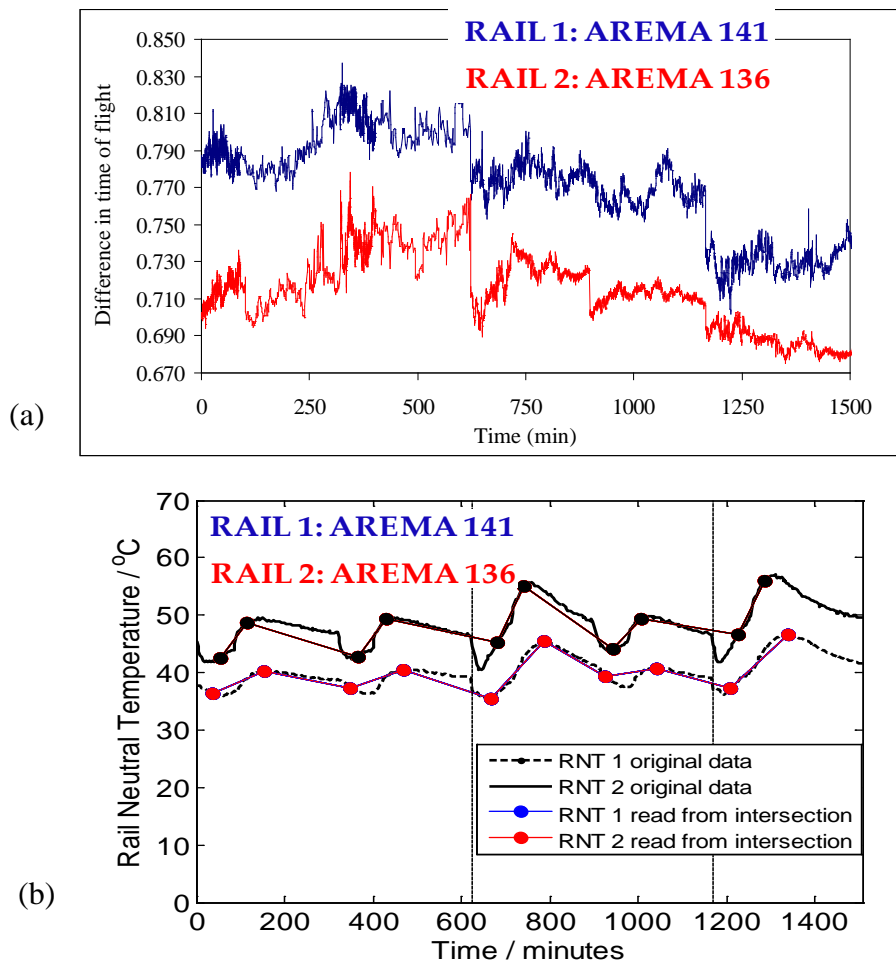 RAIL 1: AREMA 141
RAIL 2: AREMA 136
0.850
0.830
0.810
0.790
0.770
0.750
0.730
0.710
0.690
0.670
Difference in time of flight
0 250 500 750 1000 1250 1500
Time (min)
(a)
RAIL 1: AREMA 141
RAIL 2: AREMA 136
70
60
50
40
30
20
10
0
Rail Neutral Temperature / ⁰C
RNT 1 original data
RNT 2 original data
RNT 1 read from intersection
RNT 2 read from intersection
0 200 400 600 800 1000 1200 1400
Time / minutes
(b)